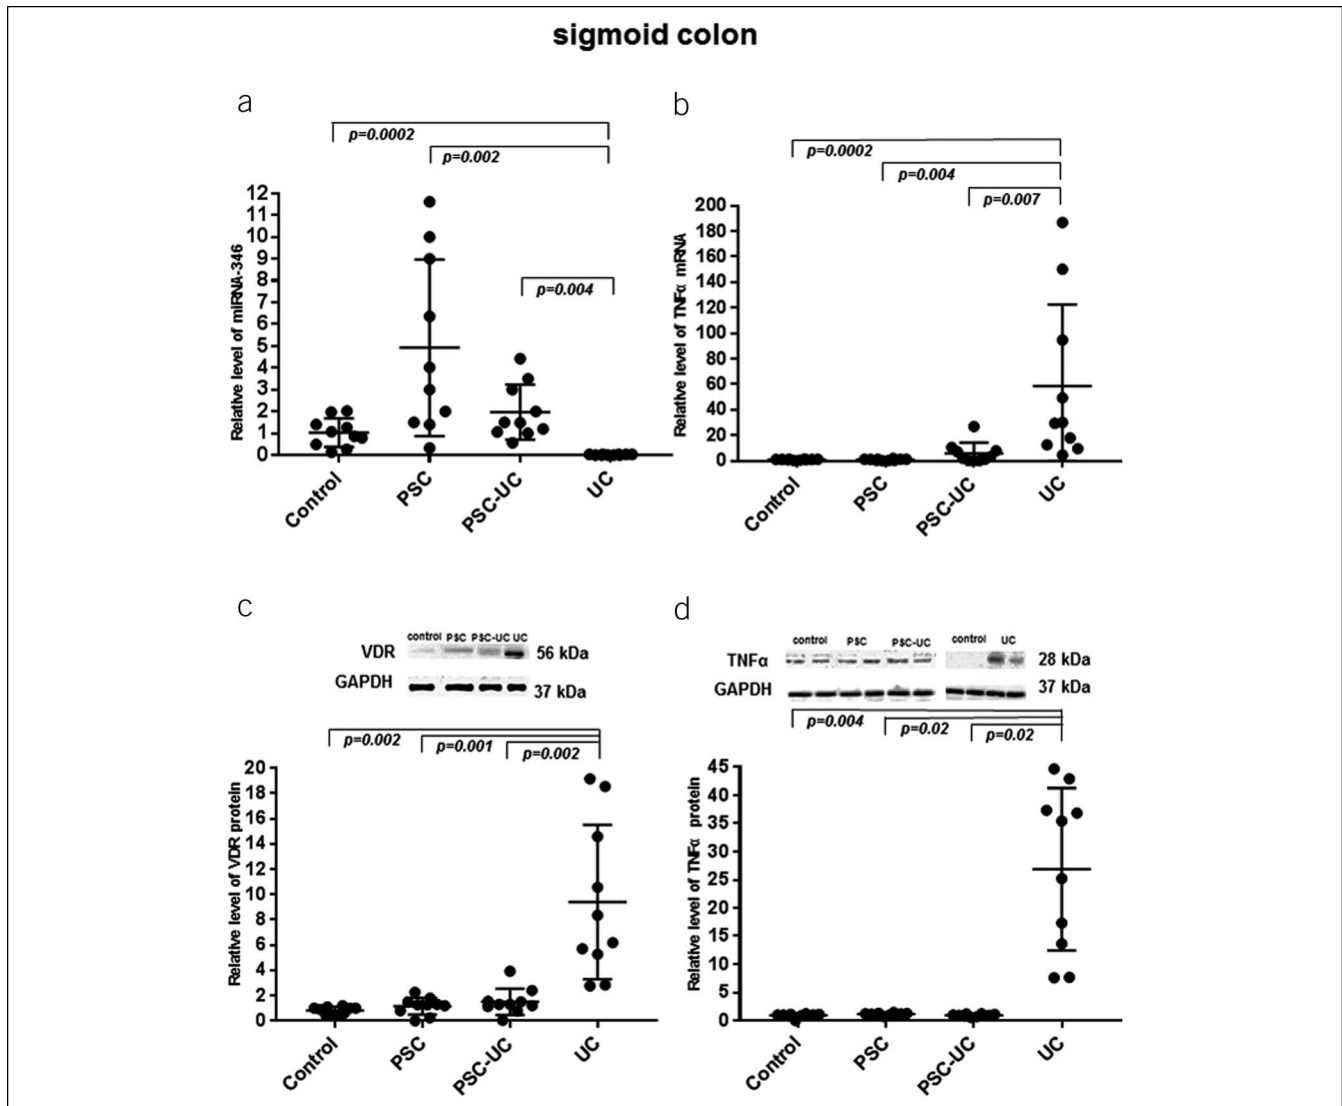 sigmoid colon
a
p=0.0002
p=0.002
p=0.004
Relative level of miRNA-346
12
11
10
9
8
7
6
5
4
3
2
1
0
Control
PSC
PSC-UC
UC
b
p=0.0002
p=0.004
p=0.007
Relative level of TNFα mRNA
200
180
160
140
120
100
80
60
40
20
0
Control
PSC
PSC-UC
UC
c
control PSC PSC-UC UC
VDR
56 kDa
GAPDH
37 kDa
p=0.002
p=0.001
p=0.002
Relative level of VDR protein
20
18
16
14
12
10
8
6
4
2
0
Control
PSC
PSC-UC
UC
d
control PSC PSC-UC control UC
TNFα
28 kDa
GAPDH
37 kDa
p=0.004
p=0.02
p=0.02
Relative level of TNFα protein
45
40
35
30
25
20
15
10
5
0
Control
PSC
PSC-UC
UC